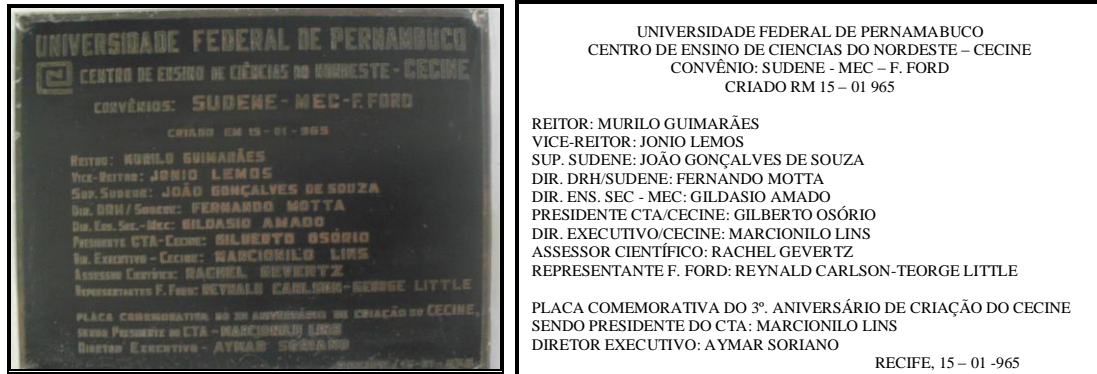 UNIVERSIDADE FEDERAL DE PERNAMBUCO
CENTRO DE ENSINO DE CIÊNCIAS DO NORDESTE - CECINE
CONVÊNIOS: SUDENE - MEC - F. FORD
CRIADO EM 15 - 01 - 965
REITOR: MURILO GUIMARÃES
VICE-REITOR: JONIO LEMOS
SUP. SUDENE: JOÃO GONÇALVES DE SOUZA
DIR. DRH / SUDENE: FERNANDO MOTTA
DIR. ENS. SEC.-MEC: GILDASIO AMADO
PRESIDENTE CTA-CECINE: GILBERTO OSÓRIO
DIR. EXECUTIVO - CECINE: MARCIONILO LINS
ASSESSOR CIENTÍFICO: RACHEL GEVERTZ
REPRESENTANTES F. FORD: REYNALD CARLSON-GEORGE LITTLE
PLACA COMEMORATIVA DO ANIVERSÁRIO DE CRIAÇÃO DO CECINE,
SENDO PRESIDENTE DO CTA - MARCIONILO LINS
DIRETOR EXECUTIVO - AYMAR SORIANO
UNIVERSIDADE FEDERAL DE PERNAMABUCO
CENTRO DE ENSINO DE CIENCIAS DO NORDESTE – CECINE
CONVÊNIO: SUDENE - MEC – F. FORD
CRIADO RM 15 – 01 965
REITOR: MURILO GUIMARÃES
VICE-REITOR: JONIO LEMOS
SUP. SUDENE: JOÃO GONÇALVES DE SOUZA
DIR. DRH/SUDENE: FERNANDO MOTTA
DIR. ENS. SEC - MEC: GILDASIO AMADO
PRESIDENTE CTA/CECINE: GILBERTO OSÓRIO
DIR. EXECUTIVO/CECINE: MARCIONILO LINS
ASSESSOR CIENTÍFICO: RACHEL GEVERTZ
REPRESENTANTE F. FORD: REYNALD CARLSON-TEORGE LITTLE
PLACA COMEMORATIVA DO 3º. ANIVERSÁRIO DE CRIAÇÃO DO CECINE
SENDO PRESIDENTE DO CTA: MARCIONILO LINS
DIRETOR EXECUTIVO: AYMAR SORIANO
RECIFE, 15 – 01 -965